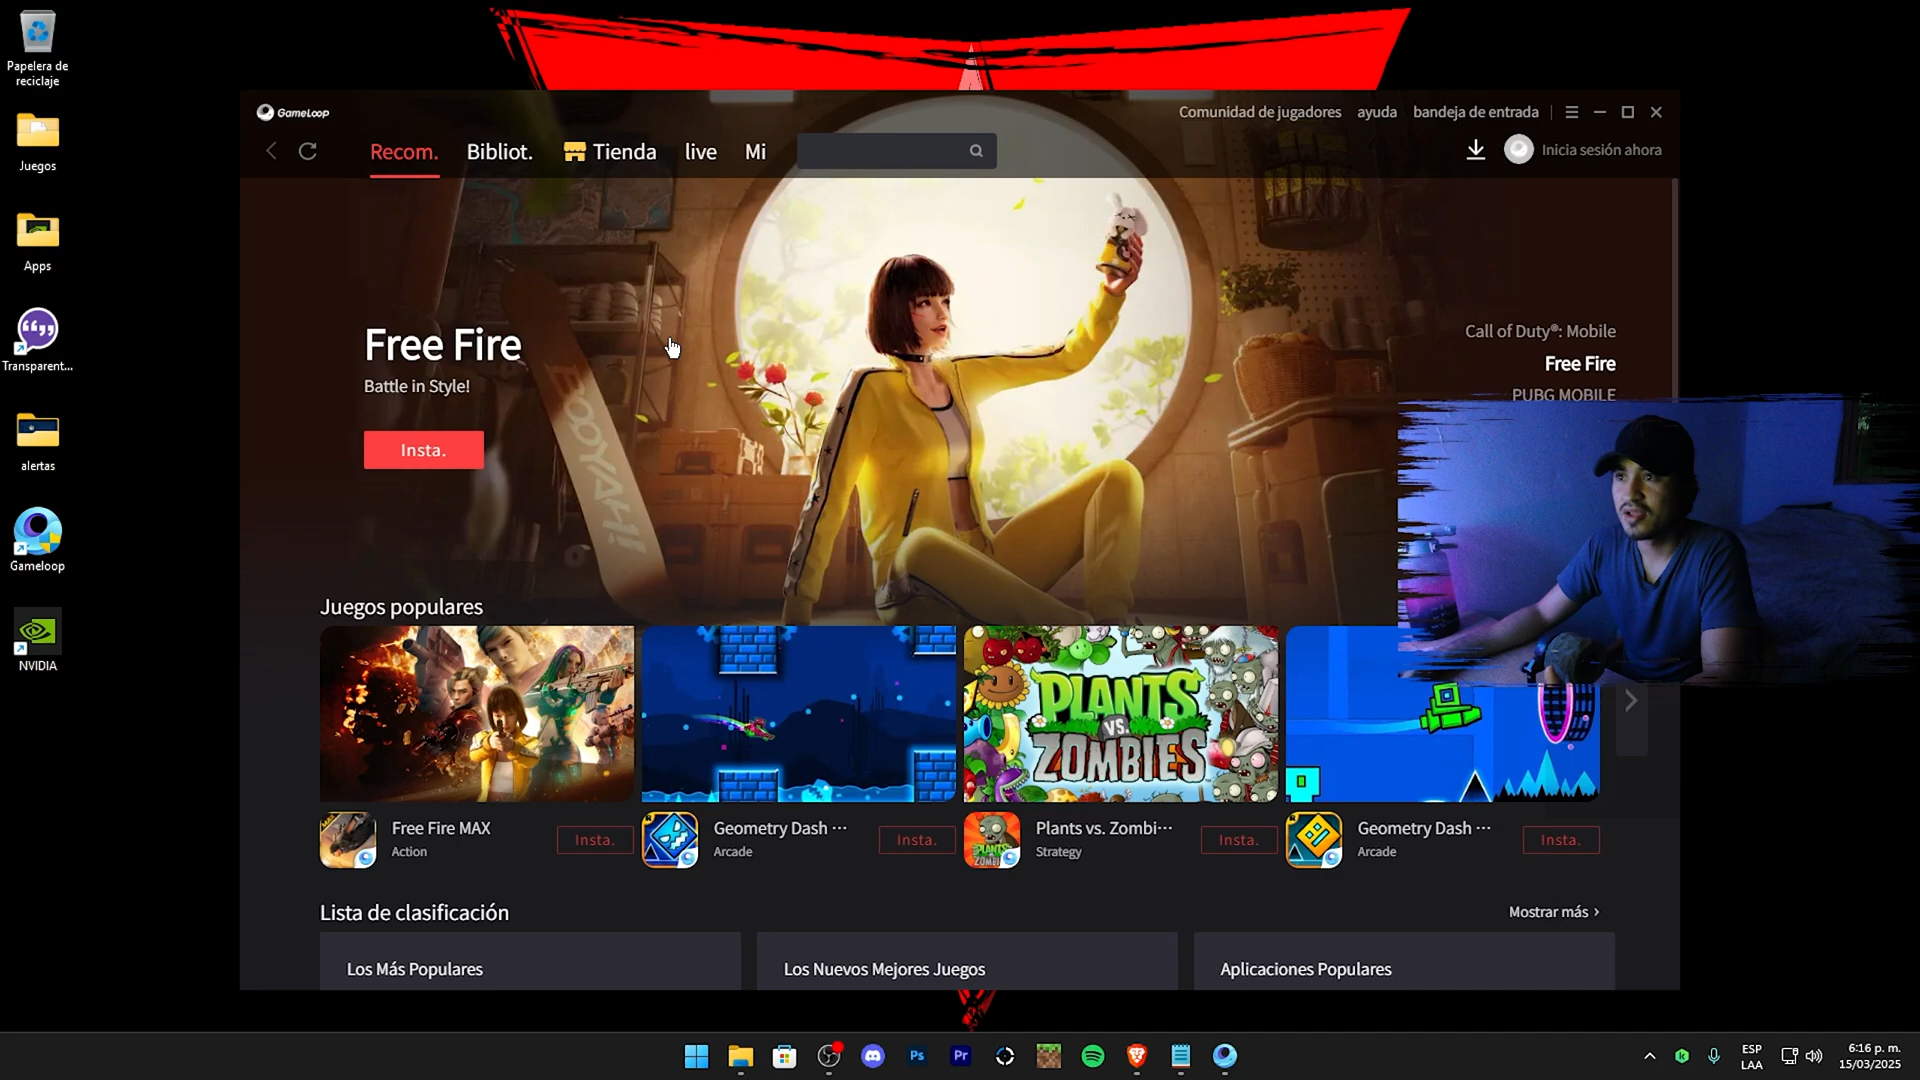 Papelera de
reciclaje
Juegos
Apps
Transparent...
alertas
Gameloop
NVIDIA
GameLoop
Comunidad de jugadores
ayuda
bandeja de entrada
Recom.
Bibliot.
Tienda
live
Mi
Inicia sesión ahora
Free Fire
Battle in Style!
Insta.
Call of Duty®: Mobile
Free Fire
PUBG MOBILE
Juegos populares
PLANTS
VS.
ZOMBIES
Free Fire MAX
Action
Insta.
Geometry Dash ···
Arcade
Insta.
Plants vs. Zombi···
Strategy
Insta.
Geometry Dash ···
Arcade
Insta.
Lista de clasificación
Mostrar más ›
Los Más Populares
Los Nuevos Mejores Juegos
Aplicaciones Populares
Ps
Pr
ESP
LAA
6:16 p. m.
15/03/2025